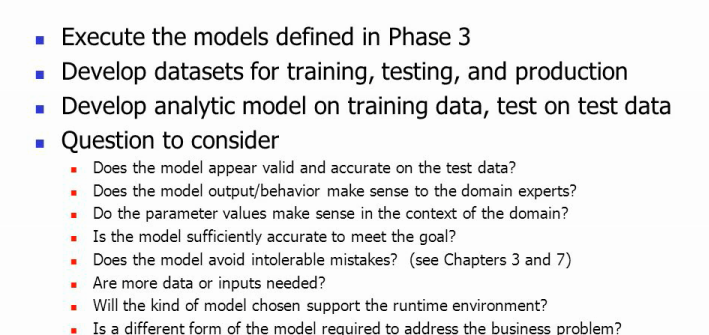 Execute the models defined in Phase 3
Develop datasets for training, testing, and production
Develop analytic model on training data, test on test data
Question to consider
Does the model appear valid and accurate on the test data?
Does the model output/behavior make sense to the domain experts?
Do the parameter values make sense in the context of the domain?
Is the model sufficiently accurate to meet the goal?
Does the model avoid intolerable mistakes? (see Chapters 3 and 7)
Are more data or inputs needed?
Will the kind of model chosen support the runtime environment?
Is a different form of the model required to address the business problem?